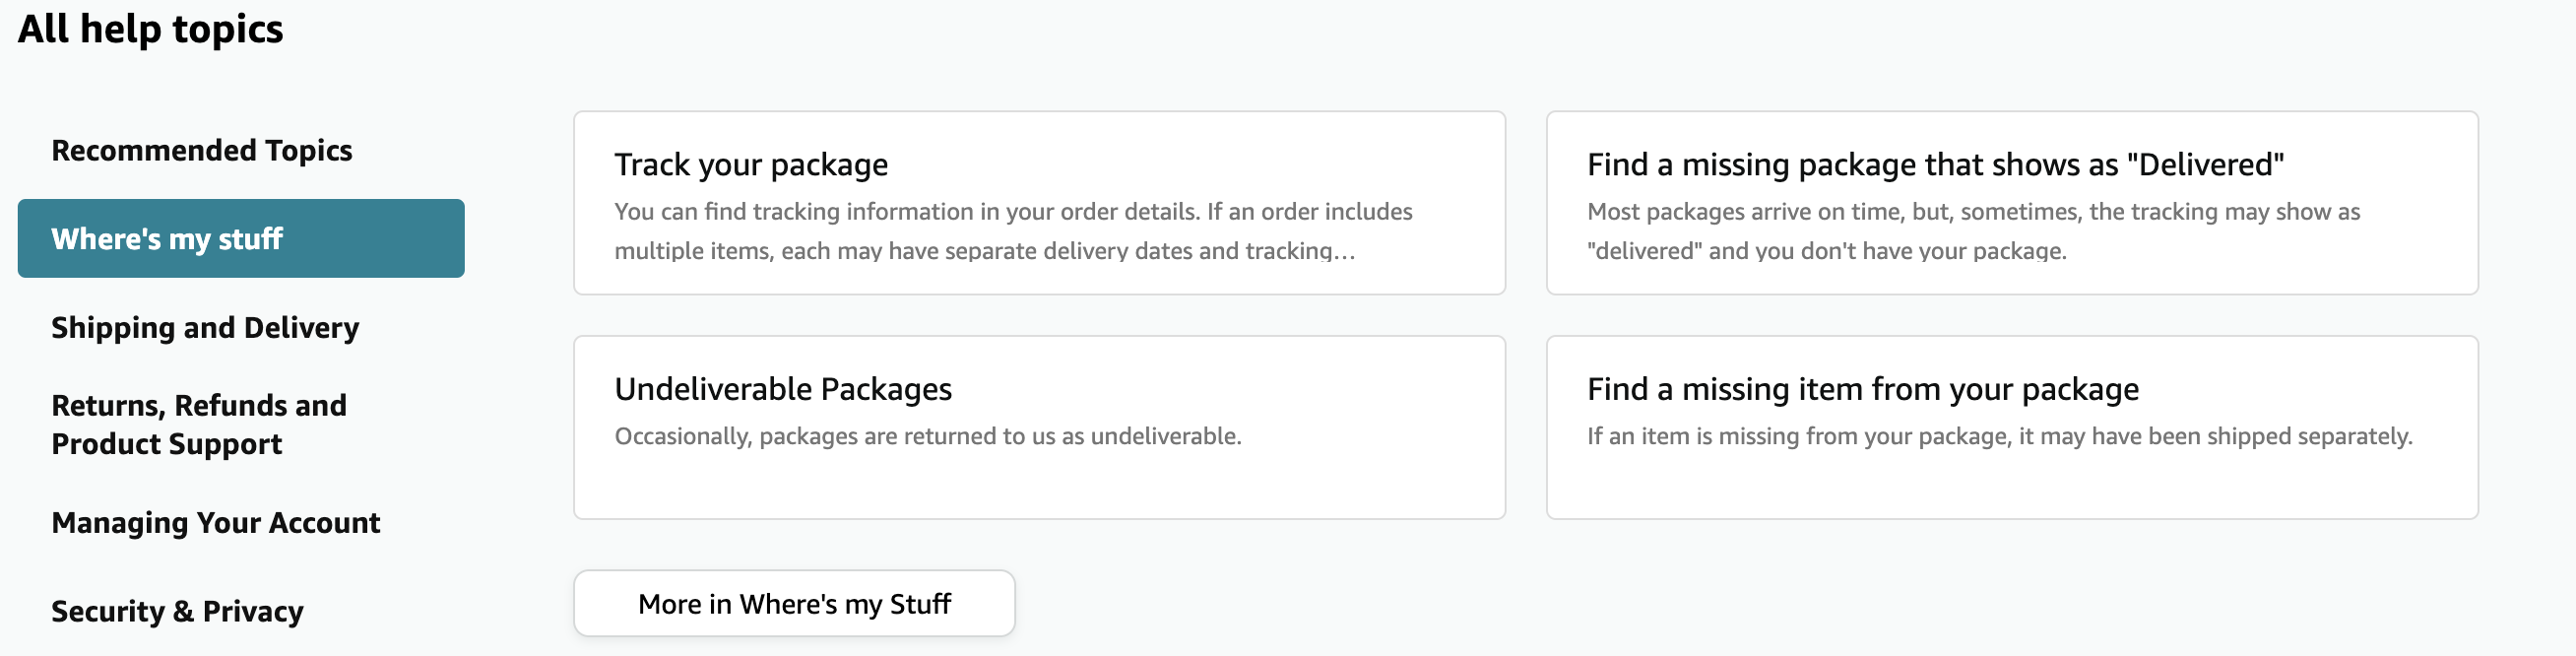 All help topics
Recommended Topics
Where's my stuff
Shipping and Delivery
Returns, Refunds and
Product Support
Managing Your Account
Security & Privacy
Track your package
You can find tracking information in your order details. If an order includes
multiple items, each may have separate delivery dates and tracking…
Find a missing package that shows as "Delivered"
Most packages arrive on time, but, sometimes, the tracking may show as
"delivered" and you don't have your package.
Undeliverable Packages
Occasionally, packages are returned to us as undeliverable.
Find a missing item from your package
If an item is missing from your package, it may have been shipped separately.
More in Where's my Stuff